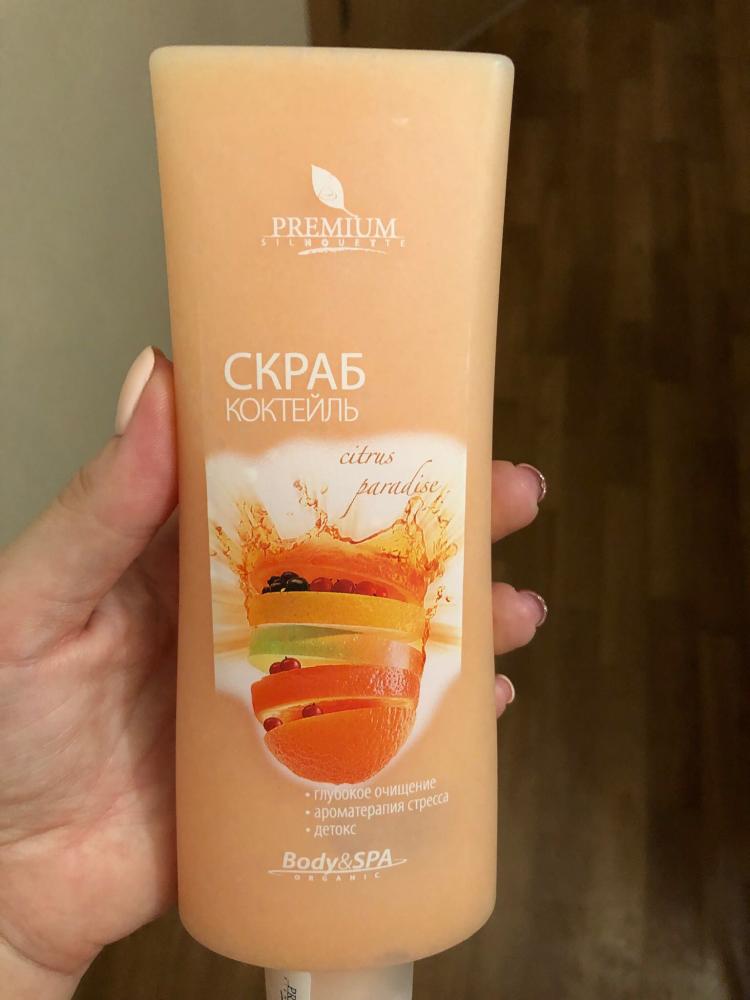 PREMIUM
SILHOUETTE
СКРАБ
КОКТЕЙЛЬ
citrus
paradise
• глубокое очищение
• ароматерапия стресса
• детокс
Body&SPA
ORGANIC